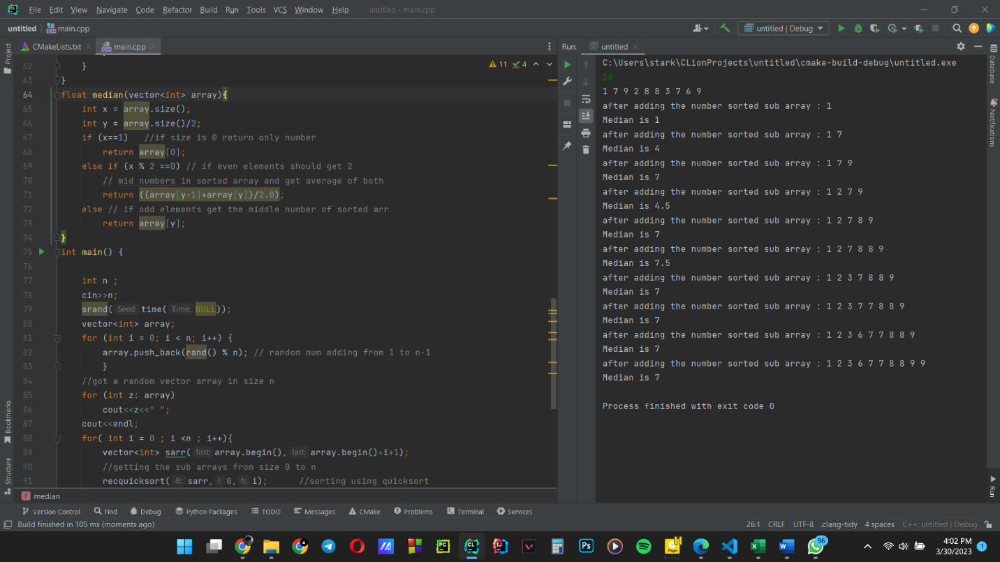 File Edit View Navigate Code Refactor Build Run Tools VCS Window Help untitled - main.cpp
untitled main.cpp untitled | Debug
Project
CMakeLists.txt main.cpp
11 4
62 }
63 }
64 float median(vector<int> array){
65 int x = array.size();
66 int y = array.size()/2;
67 if (x==1) //if size is 0 return only number
68 return array[0];
69 else if (x % 2 ==0) // if even elements should get 2
70 // mid numbers in sorted array and get average of both
71 return ((array[y-1]+array[y])/2.0);
72 else // if odd elements get the middle number of sorted arr
73 return array[y];
74 }
75 int main() {
76
77 int n ;
78 cin>>n;
79 srand( Seed: time( Time: NULL));
80 vector<int> array;
81 for (int i = 0; i < n; i++) {
82 array.push_back(rand() % n); // random num adding from 1 to n-1
83 }
84 //got a random vector array in size n
85 for (int z: array)
86 cout<<z<<" ";
87 cout<<endl;
88 for( int i = 0 ; i <n ; i++){
89 vector<int> sarr( first: array.begin(), last: array.begin()+i+1);
90 //getting the sub arrays from size 0 to n
91 recquicksort( &: sarr, l: 0, h: i); //sorting using quicksort
median
Bookmarks
Structure
Run: untitled
C:\Users\stark\CLionProjects\untitled\cmake-build-debug\untitled.exe
10
1 7 9 2 8 8 3 7 6 9
after adding the number sorted sub array : 1
Median is 1
after adding the number sorted sub array : 1 7
Median is 4
after adding the number sorted sub array : 1 7 9
Median is 7
after adding the number sorted sub array : 1 2 7 9
Median is 4.5
after adding the number sorted sub array : 1 2 7 8 9
Median is 7
after adding the number sorted sub array : 1 2 7 8 8 9
Median is 7.5
after adding the number sorted sub array : 1 2 3 7 8 8 9
Median is 7
after adding the number sorted sub array : 1 2 3 7 7 8 8 9
Median is 7
after adding the number sorted sub array : 1 2 3 6 7 7 8 8 9
Median is 7
after adding the number sorted sub array : 1 2 3 6 7 7 8 8 9 9
Median is 7
Process finished with exit code 0
Database
Notifications
Run
Version Control Find Debug Python Packages TODO Messages CMake Problems Terminal Services
Build finished in 105 ms (moments ago) 26:1 CRLF UTF-8 .clang-tidy 4 spaces C++: untitled | Debug
4:02 PM
3/30/2023
96
1